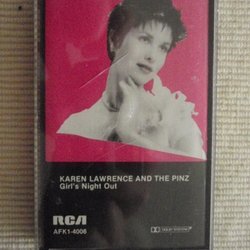 KAREN LAWRENCE AND THE PINZ
Girl's Night Out
RCA
AFK1-4006